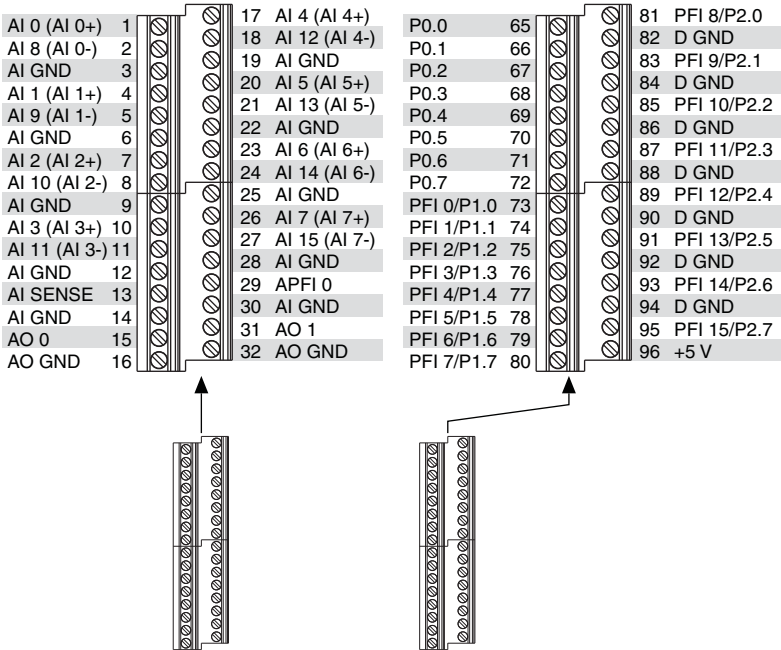 AI 0 (AI 0+) 1
AI 8 (AI 0-) 2
AI GND 3
AI 1 (AI 1+) 4
AI 9 (AI 1-) 5
AI GND 6
AI 2 (AI 2+) 7
AI 10 (AI 2-) 8
AI GND 9
AI 3 (AI 3+) 10
AI 11 (AI 3-) 11
AI GND 12
AI SENSE 13
AI GND 14
AO 0 15
AO GND 16
17 AI 4 (AI 4+)
18 AI 12 (AI 4-)
19 AI GND
20 AI 5 (AI 5+)
21 AI 13 (AI 5-)
22 AI GND
23 AI 6 (AI 6+)
24 AI 14 (AI 6-)
25 AI GND
26 AI 7 (AI 7+)
27 AI 15 (AI 7-)
28 AI GND
29 APFI 0
30 AI GND
31 AO 1
32 AO GND
P0.0 65
P0.1 66
P0.2 67
P0.3 68
P0.4 69
P0.5 70
P0.6 71
P0.7 72
PFI 0/P1.0 73
PFI 1/P1.1 74
PFI 2/P1.2 75
PFI 3/P1.3 76
PFI 4/P1.4 77
PFI 5/P1.5 78
PFI 6/P1.6 79
PFI 7/P1.7 80
81 PFI 8/P2.0
82 D GND
83 PFI 9/P2.1
84 D GND
85 PFI 10/P2.2
86 D GND
87 PFI 11/P2.3
88 D GND
89 PFI 12/P2.4
90 D GND
91 PFI 13/P2.5
92 D GND
93 PFI 14/P2.6
94 D GND
95 PFI 15/P2.7
96 +5 V